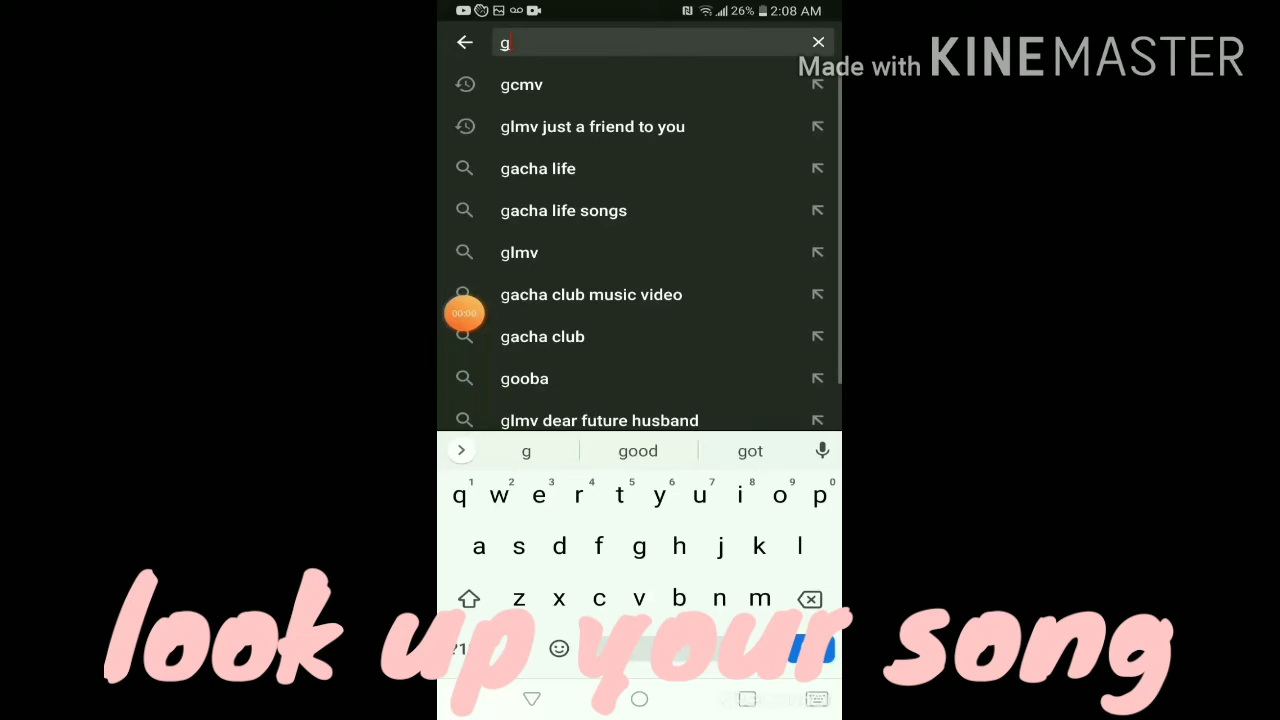 26% 2:08 AM
g
Made with KINEMASTER
gcmv
glmv just a friend to you
gacha life
gacha life songs
glmv
gacha club music video
00:00
gacha club
gooba
glmv dear future husband
g good got
1 2 3 4 5 6 7 8 9 0
q w e r t y u i o p
a s d f g h j k l
z x c v b n m
look up your song